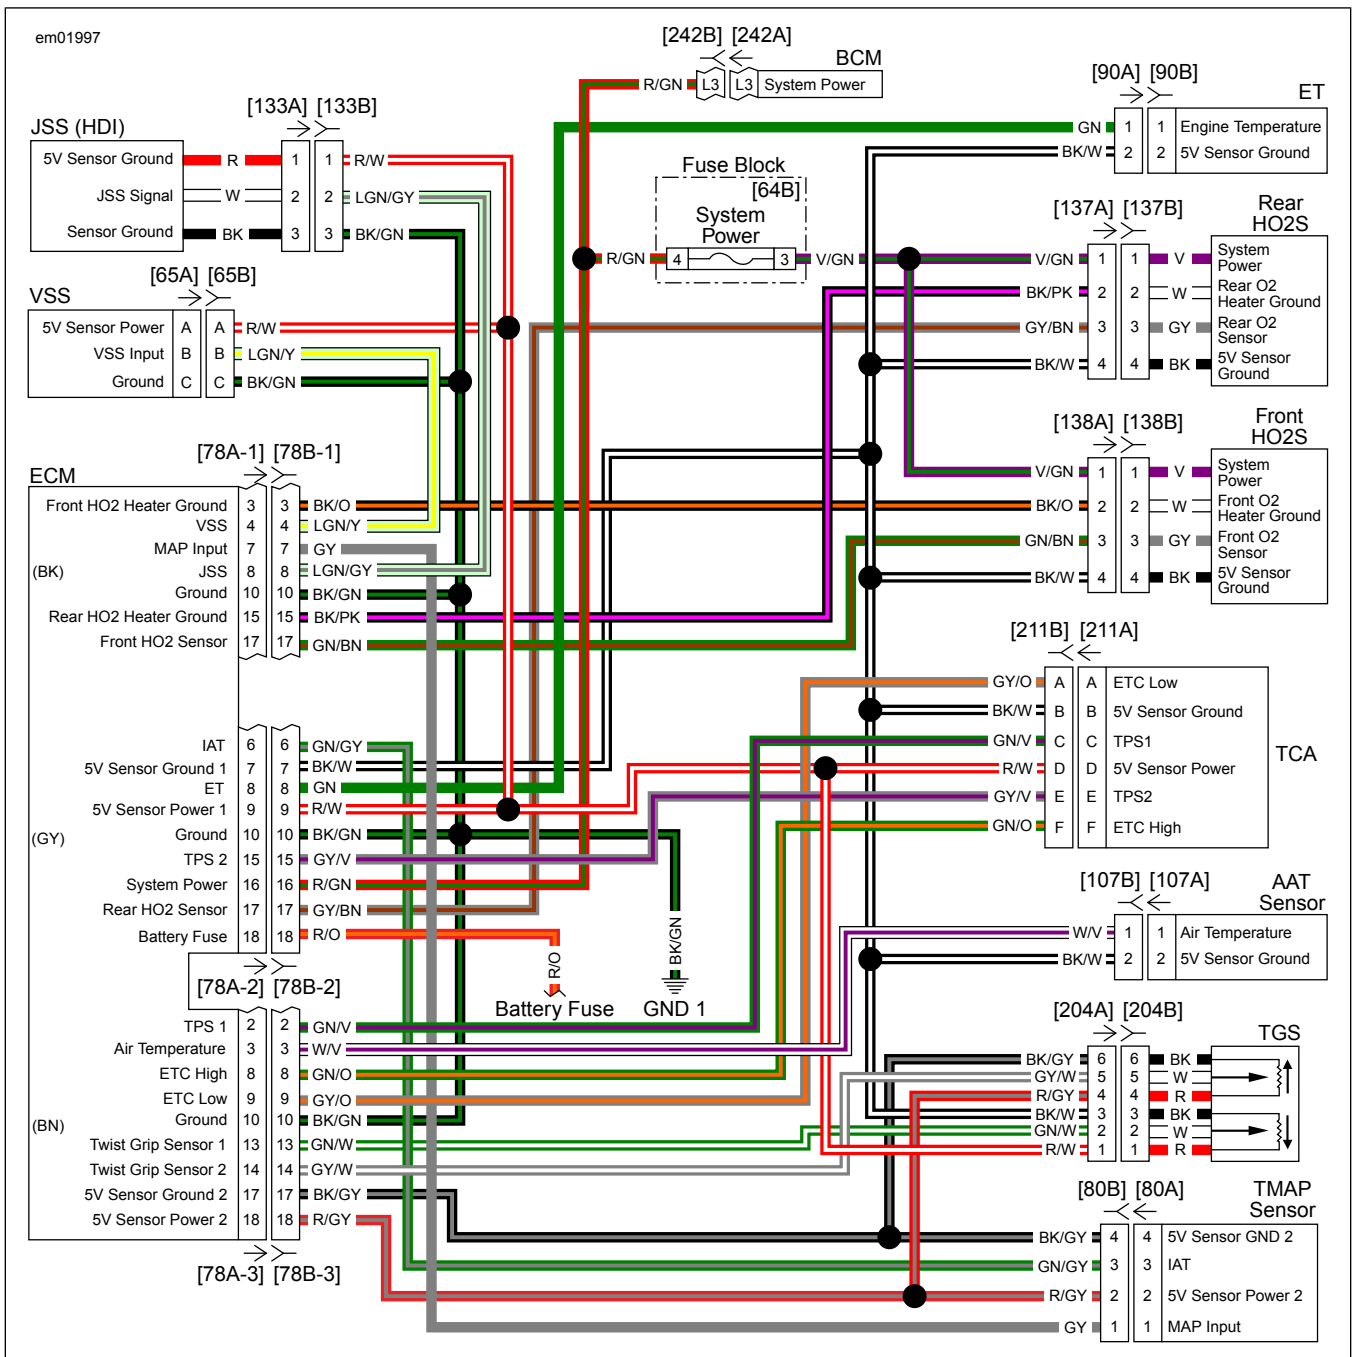 em01997
[242B] [242A]
BCM
R/GN L3 L3 System Power
[90A] [90B]
ET
GN 1 1 Engine Temperature
BK/W 2 2 5V Sensor Ground
[133A] [133B]
JSS (HDI)
5V Sensor Ground R 1 1 R/W
JSS Signal W 2 2 LGN/GY
Sensor Ground BK 3 3 BK/GN
Fuse Block
[64B]
System
Power
R/GN 4 3 V/GN
[137A] [137B]
Rear
HO2S
V/GN 1 1 V System
Power
BK/PK 2 2 W Rear O2
Heater Ground
GY/BN 3 3 GY Rear O2
Sensor
BK/W 4 4 BK 5V Sensor
Ground
[65A] [65B]
VSS
5V Sensor Power A A R/W
VSS Input B B LGN/Y
Ground C C BK/GN
[138A] [138B]
Front
HO2S
V/GN 1 1 V System
Power
BK/O 2 2 W Front O2
Heater Ground
GN/BN 3 3 GY Front O2
Sensor
BK/W 4 4 BK 5V Sensor
Ground
[78A-1] [78B-1]
ECM
Front HO2 Heater Ground 3 3 BK/O
VSS 4 4 LGN/Y
MAP Input 7 7 GY
(BK)
JSS 8 8 LGN/GY
Ground 10 10 BK/GN
Rear HO2 Heater Ground 15 15 BK/PK
Front HO2 Sensor 17 17 GN/BN
[211B] [211A]
GY/O A A ETC Low
BK/W B B 5V Sensor Ground
GN/V C C TPS1
TCA
R/W D D 5V Sensor Power
GY/V E E TPS2
GN/O F F ETC High
IAT 6 6 GN/GY
5V Sensor Ground 1 7 7 BK/W
ET 8 8 GN
5V Sensor Power 1 9 9 R/W
(GY)
Ground 10 10 BK/GN
TPS 2 15 15 GY/V
System Power 16 16 R/GN
Rear HO2 Sensor 17 17 GY/BN
Battery Fuse 18 18 R/O
R/O
BK/GN
Battery Fuse
GND 1
[78A-2] [78B-2]
[107B] [107A]
AAT
Sensor
W/V 1 1 Air Temperature
BK/W 2 2 5V Sensor Ground
TPS 1 2 2 GN/V
Air Temperature 3 3 W/V
ETC High 8 8 GN/O
ETC Low 9 9 GY/O
Ground 10 10 BK/GN
(BN)
Twist Grip Sensor 1 13 13 GN/W
Twist Grip Sensor 2 14 14 GY/W
5V Sensor Ground 2 17 17 BK/GY
5V Sensor Power 2 18 18 R/GY
[78A-3] [78B-3]
[204A] [204B]
TGS
BK/GY 6 6 BK
GY/W 5 5 W
R/GY 4 4 R
BK/W 3 3 BK
GN/W 2 2 W
R/W 1 1 R
[80B] [80A]
TMAP
Sensor
BK/GY 4 4 5V Sensor GND 2
GN/GY 3 3 IAT
R/GY 2 2 5V Sensor Power 2
GY 1 1 MAP Input